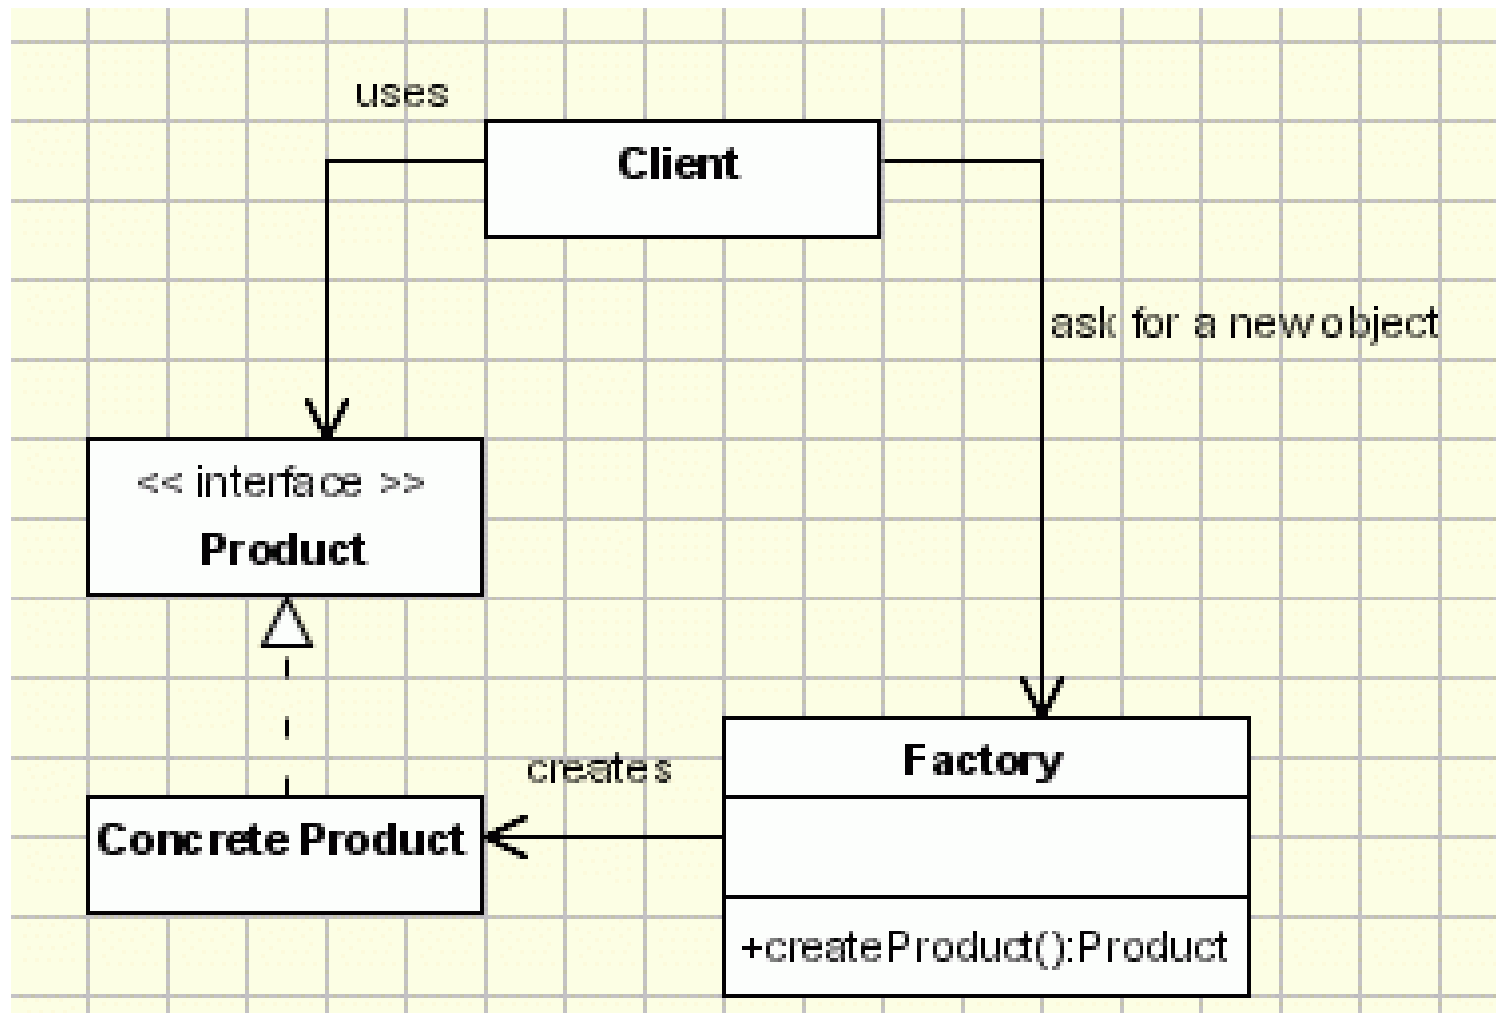 uses
Client
ask for a new object
<< interface >>
Product
creates
Factory
Concrete Product
+createProduct():Product